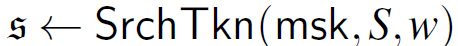 𝔰 ← SrchTkn(msk, S, w)